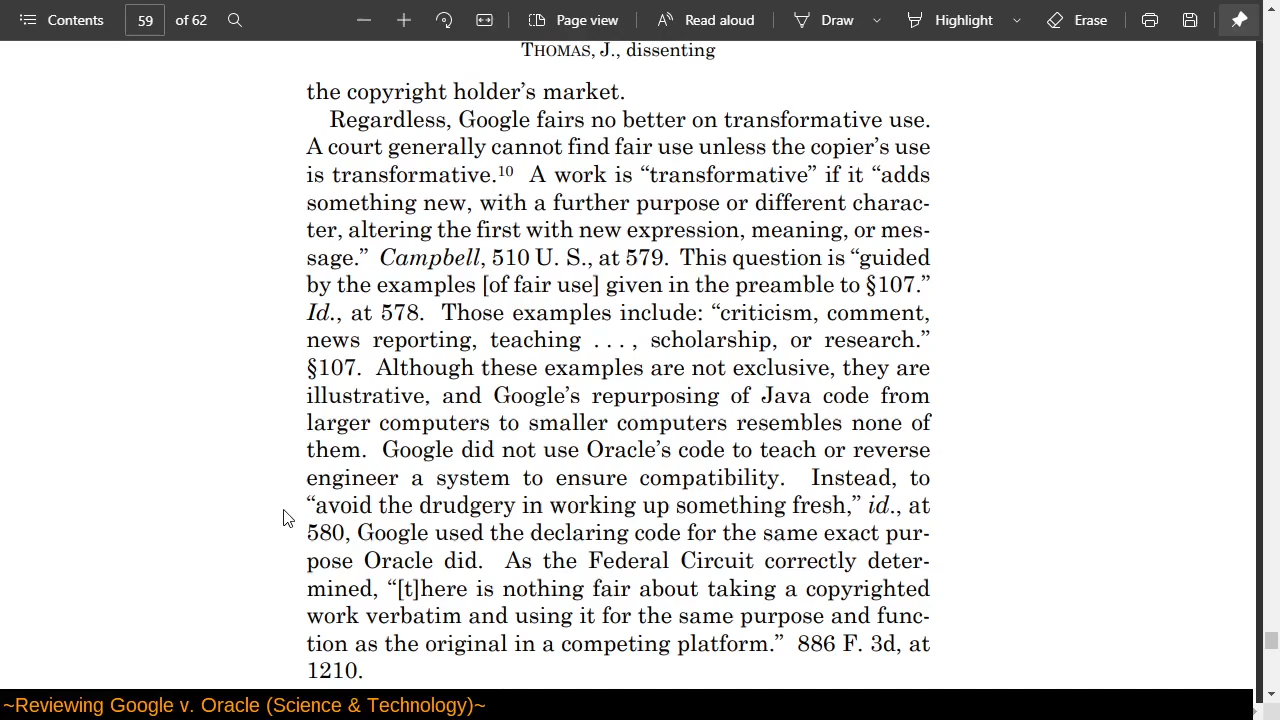 Contents 59 of 62 Page view Read aloud Draw Highlight Erase
THOMAS, J., dissenting
the copyright holder’s market.
Regardless, Google fairs no better on transformative use.
A court generally cannot find fair use unless the copier’s use
is transformative.10 A work is “transformative” if it “adds
something new, with a further purpose or different charac-
ter, altering the first with new expression, meaning, or mes-
sage.” Campbell, 510 U. S., at 579. This question is “guided
by the examples [of fair use] given in the preamble to §107.”
Id., at 578. Those examples include: “criticism, comment,
news reporting, teaching . . . , scholarship, or research.”
§107. Although these examples are not exclusive, they are
illustrative, and Google’s repurposing of Java code from
larger computers to smaller computers resembles none of
them. Google did not use Oracle’s code to teach or reverse
engineer a system to ensure compatibility. Instead, to
“avoid the drudgery in working up something fresh,” id., at
580, Google used the declaring code for the same exact pur-
pose Oracle did. As the Federal Circuit correctly deter-
mined, “[t]here is nothing fair about taking a copyrighted
work verbatim and using it for the same purpose and func-
tion as the original in a competing platform.” 886 F. 3d, at
1210.
~Reviewing Google v. Oracle (Science & Technology)~